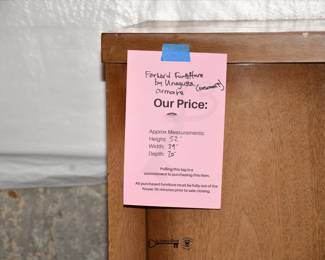 Forward Furniture
by Unagusta (Mahogany)
armoire
Our Price:
Approx Measurements:
Height: 52"
Width: 39"
Depth: 20"
Pulling this tag is a
commitment to purchasing this item.
All purchased furniture must be fully out of the
house 30 minutes prior to sale closing.